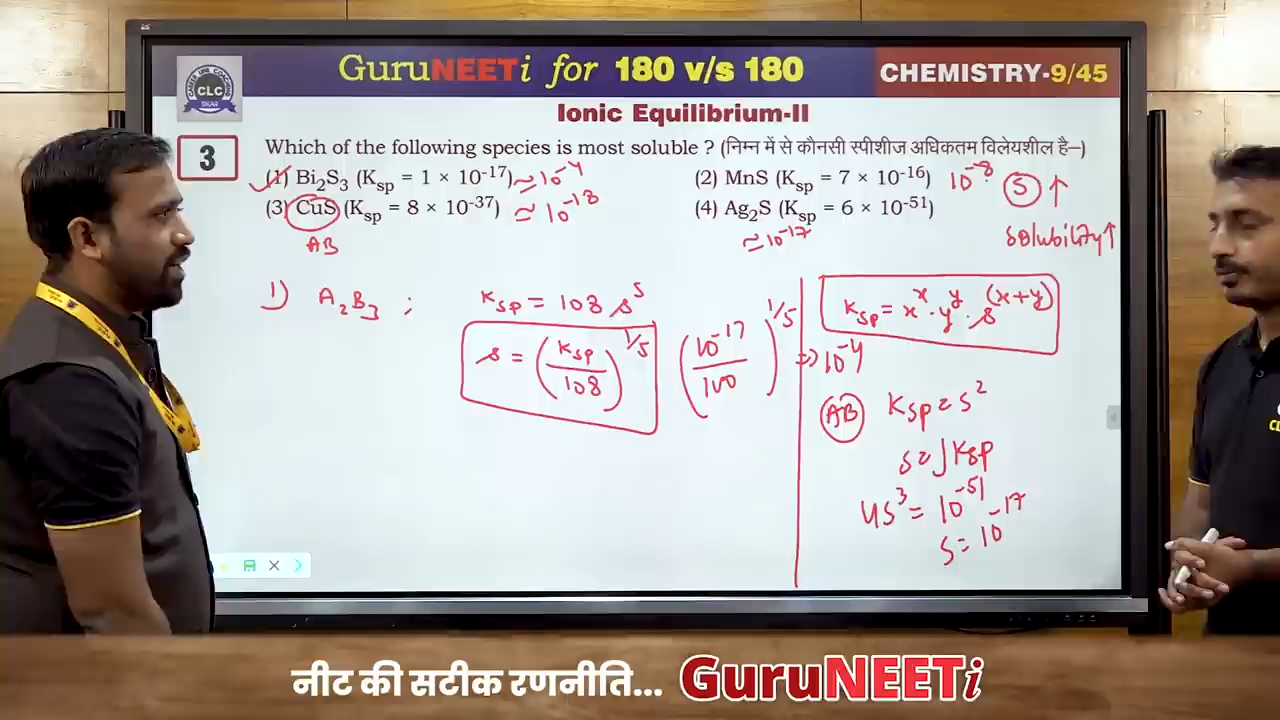 GuruNEETi for 180 v/s 180
CHEMISTRY-9/45
CLC
SIKAR
Ionic Equilibrium-II
3
Which of the following species is most soluble ? (निम्न में से कौनसी स्पीशीज अधिकतम विलेयशील है–)
(1) Bi₂S₃ (Kₛₚ = 1 × 10⁻¹⁷) ≃ 10⁻⁴
(2) MnS (Kₛₚ = 7 × 10⁻¹⁶) 10⁻⁸
(3) CuS (Kₛₚ = 8 × 10⁻³⁷) ≃ 10⁻¹⁸
(4) Ag₂S (Kₛₚ = 6 × 10⁻⁵¹)
≃ 10⁻¹⁷
AB
S ↑
solubility ↑
1) A₂B₃ ;
Ksp = 108 s⁵
s = (Ksp/108)^1/5
(10⁻¹⁷/100)^1/5 ⇒ 10⁻⁴
Ksp = x^x . y^y . s^(x+y)
AB Ksp = s²
s = √Ksp
4s³ = 10⁻⁵¹
s = 10⁻¹⁷
नीट की सटीक रणनीति... GuruNEETi